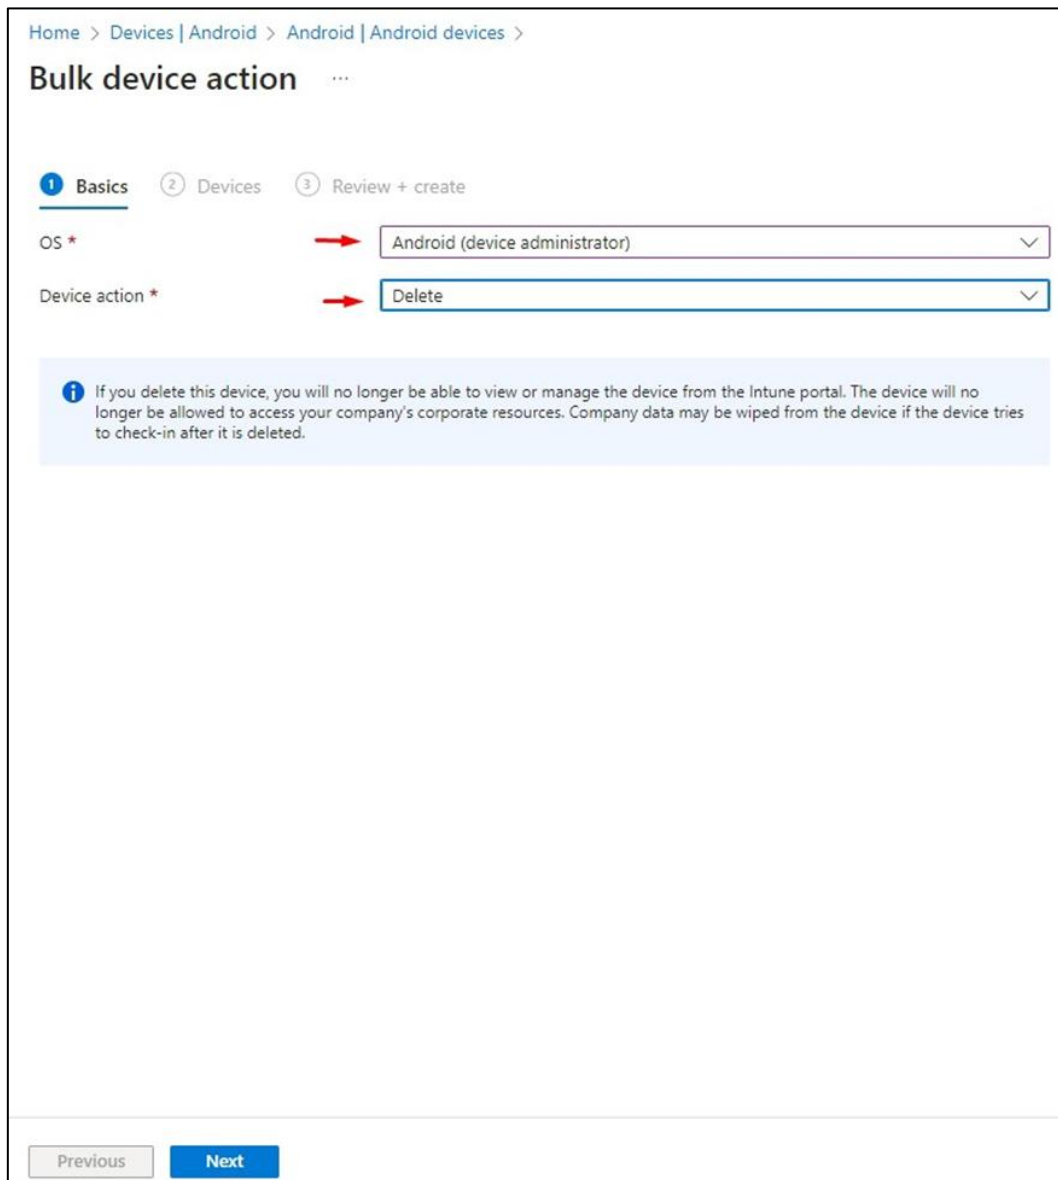 Home > Devices | Android > Android | Android devices >
Bulk device action ...
1 Basics 2 Devices 3 Review + create
OS * Android (device administrator)
Device action * Delete
If you delete this device, you will no longer be able to view or manage the device from the Intune portal. The device will no
longer be allowed to access your company's corporate resources. Company data may be wiped from the device if the device tries
to check-in after it is deleted.
Previous Next